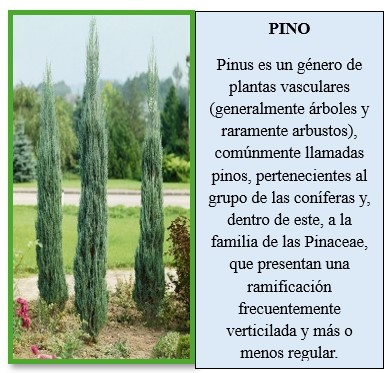 PINO
Pinus es un género de
plantas vasculares
(generalmente árboles y
raramente arbustos),
comúnmente llamadas
pinos, pertenecientes al
grupo de las coníferas y,
dentro de este, a la
familia de las Pinaceae,
que presentan una
ramificación
frecuentemente
verticilada y más o
menos regular.